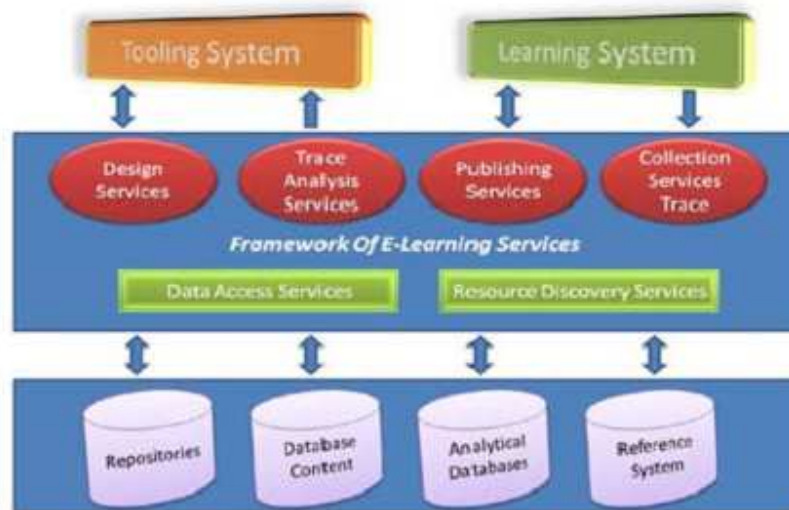 Tooling System
Learning System
Design
Services
Trace
Analysis
Services
Publishing
Services
Collection
Services
Trace
Framework Of E-Learning Services
Data Access Services
Resource Discovery Services
Repositories
Database
Content
Analytical
Databases
Reference
System